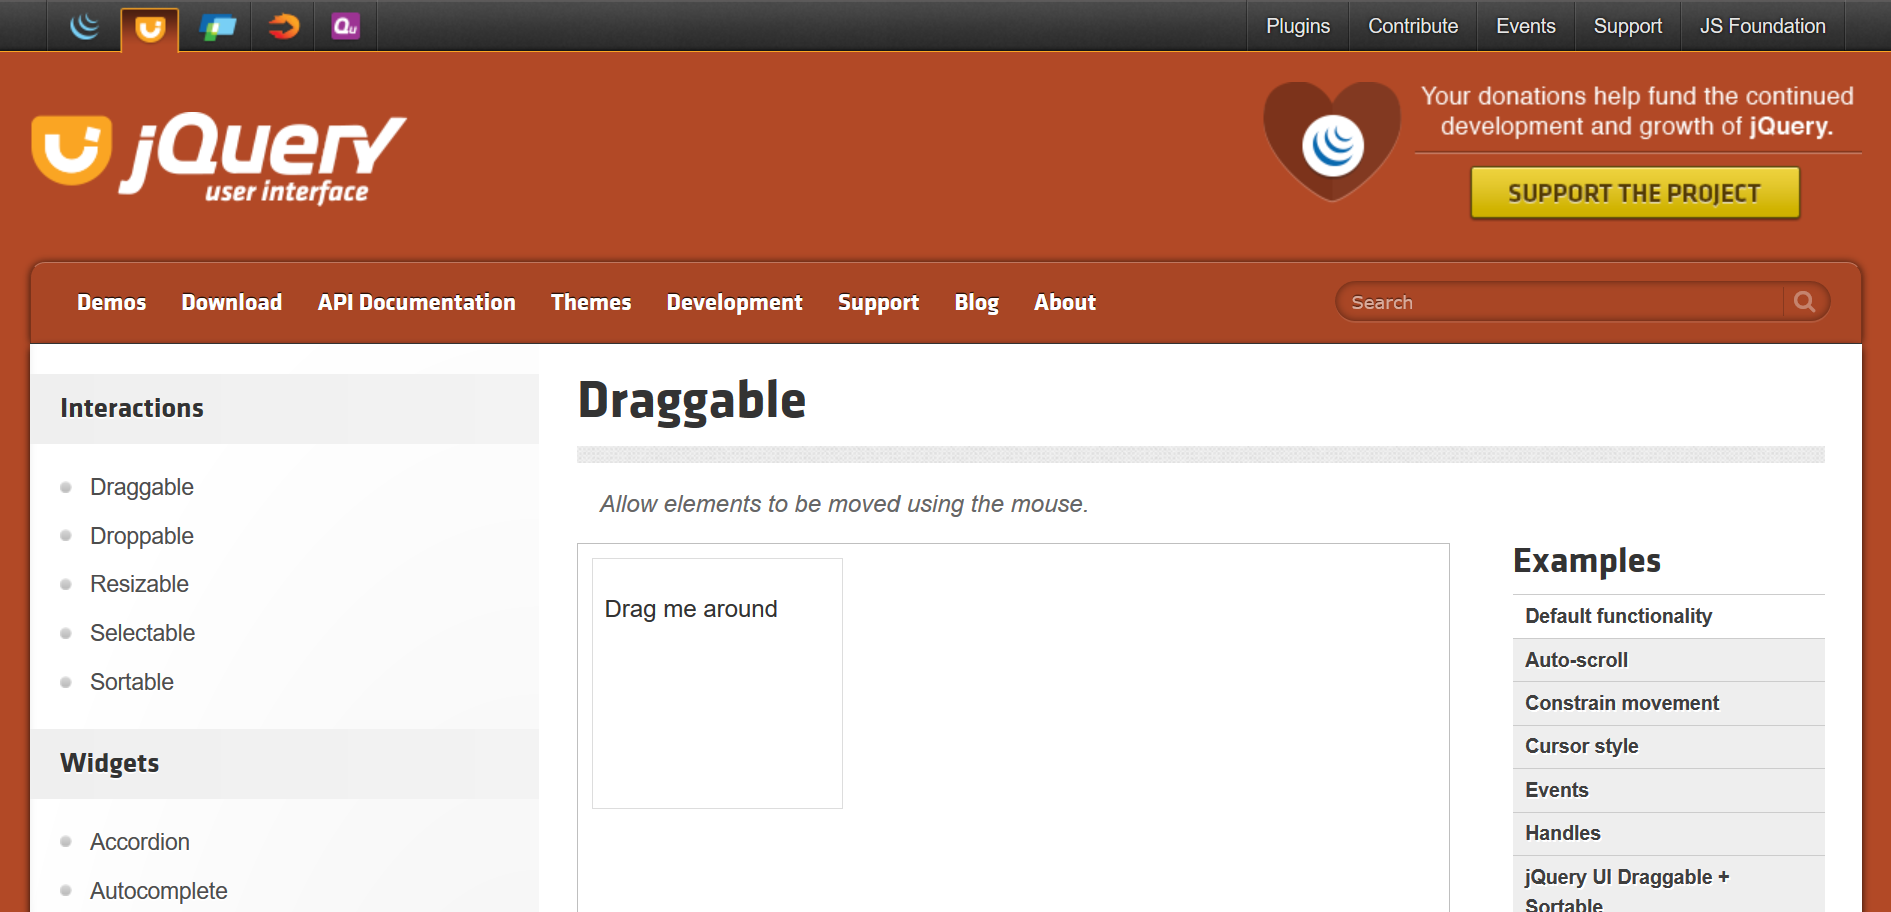 Qu
Plugins
Contribute
Events
Support
JS Foundation
jQuery
user interface
Your donations help fund the continued
development and growth of jQuery.
SUPPORT THE PROJECT
Demos
Download
API Documentation
Themes
Development
Support
Blog
About
Search
Interactions
Draggable
Droppable
Resizable
Selectable
Sortable
Widgets
Accordion
Autocomplete
Draggable
Allow elements to be moved using the mouse.
Drag me around
Examples
Default functionality
Auto-scroll
Constrain movement
Cursor style
Events
Handles
jQuery UI Draggable +
Sortable